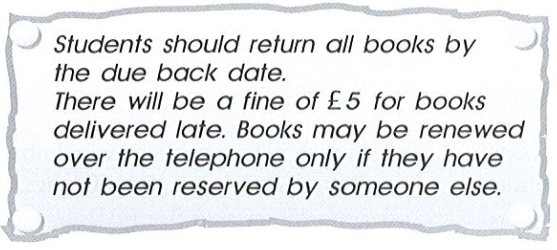 Students should return all books by
the due back date.
There will be a fine of £5 for books
delivered late. Books may be renewed
over the telephone only if they have
not been reserved by someone else.